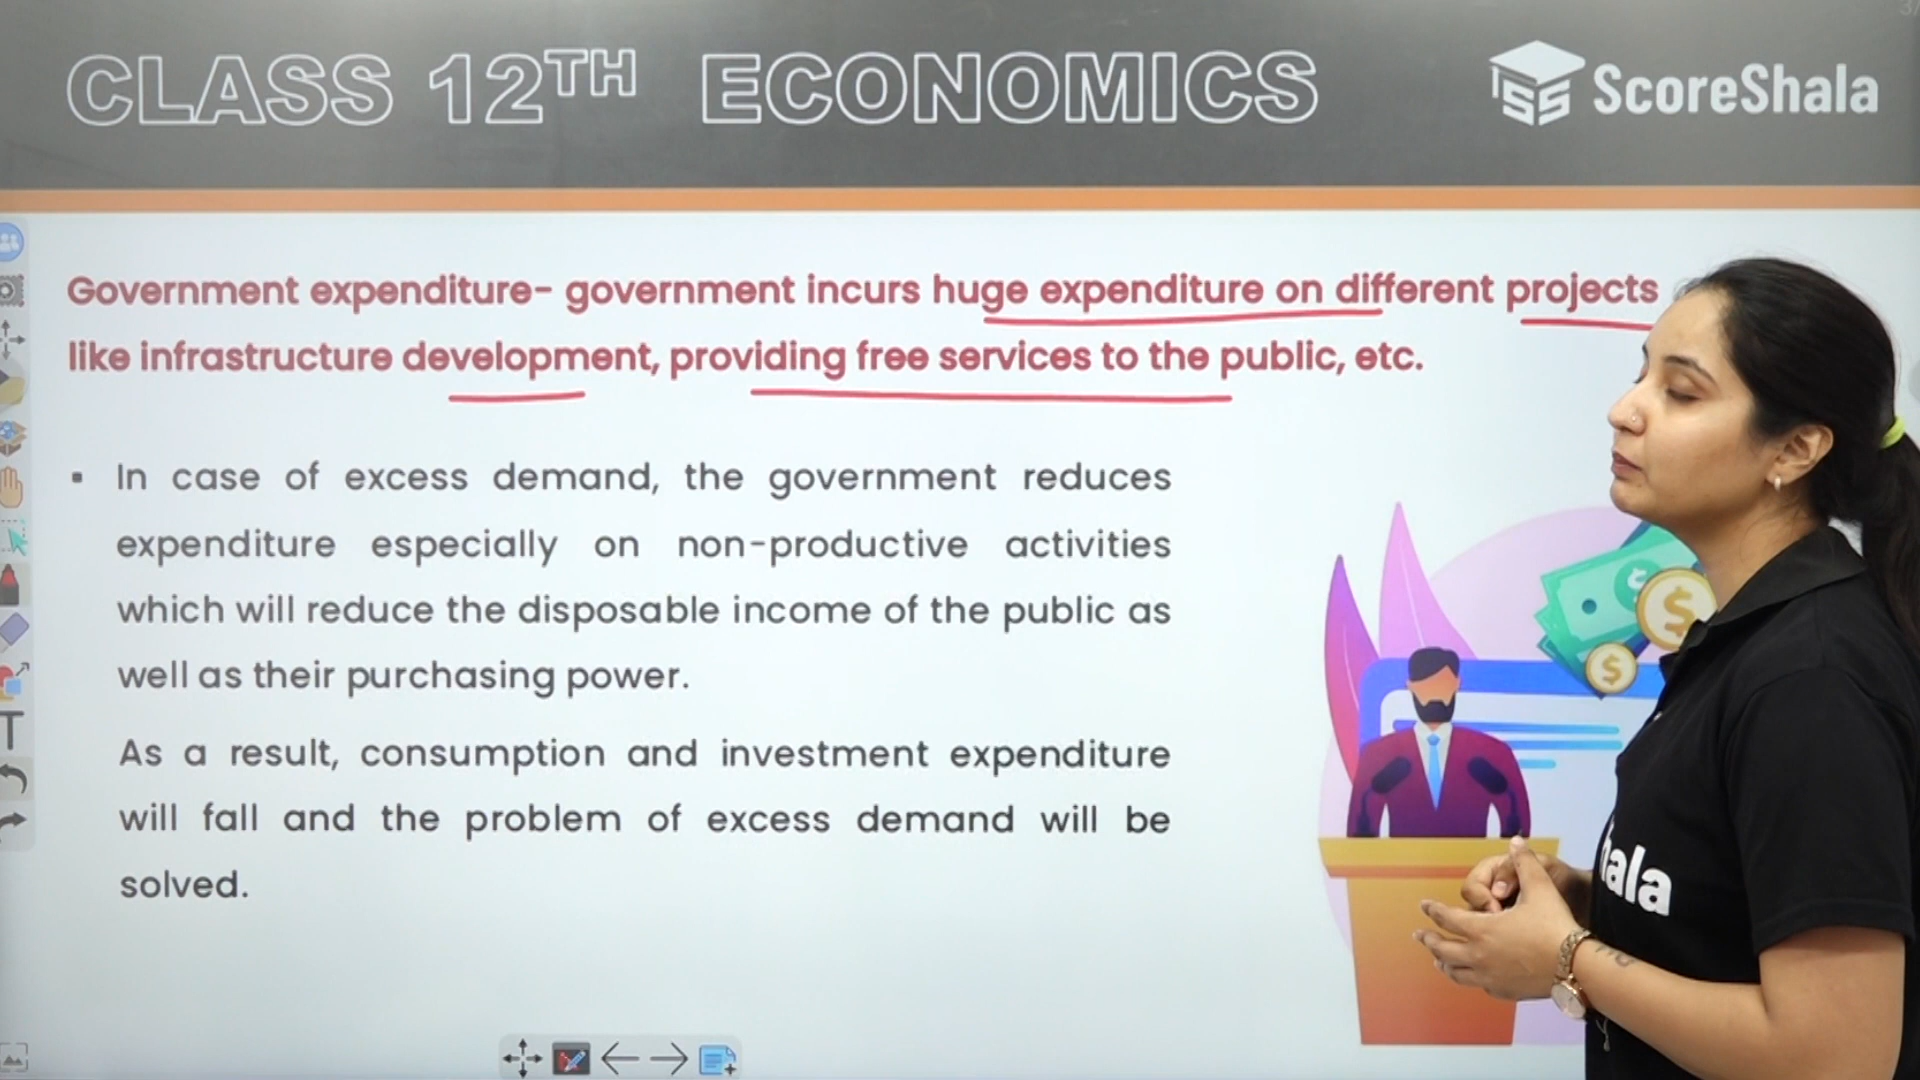 CLASS 12TH ECONOMICS
ScoreShala
Government expenditure- government incurs huge expenditure on different projects
like infrastructure development, providing free services to the public, etc.
▪ In case of excess demand, the government reduces
expenditure especially on non-productive activities
which will reduce the disposable income of the public as
well as their purchasing power.
As a result, consumption and investment expenditure
will fall and the problem of excess demand will be
solved.
hala